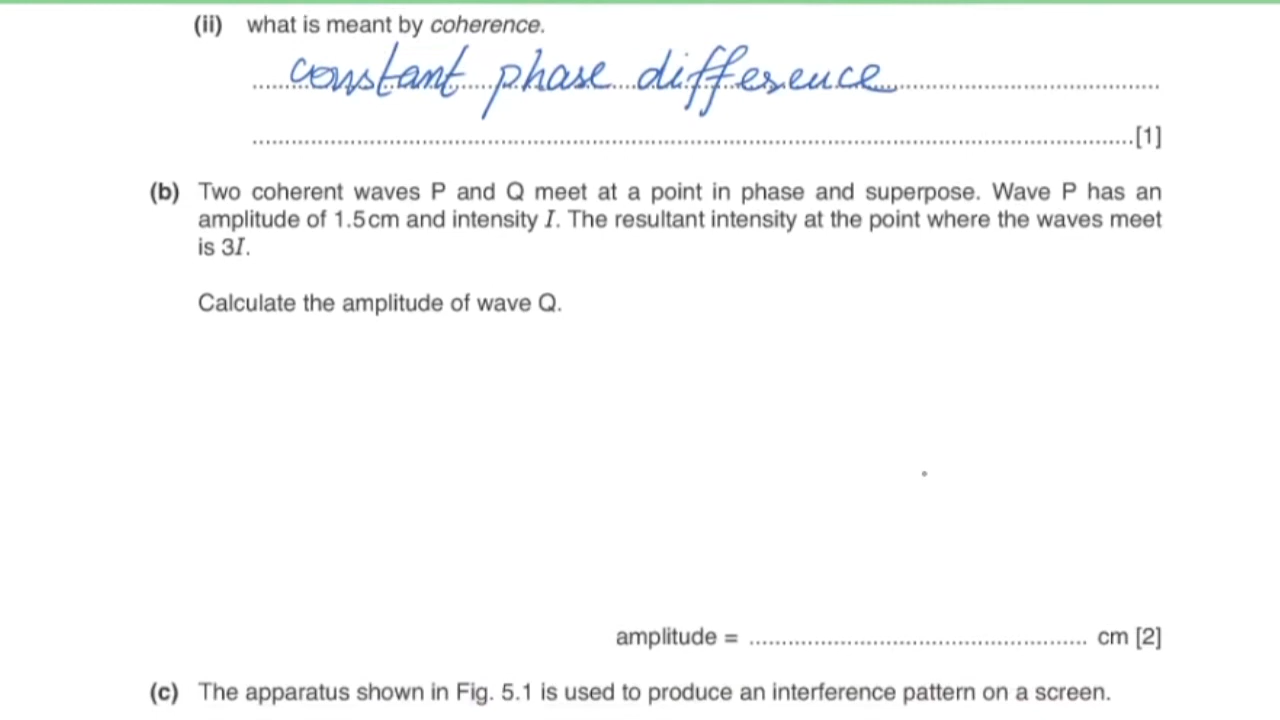 (ii) what is meant by coherence.
constant phase difference
[1]
(b) Two coherent waves P and Q meet at a point in phase and superpose. Wave P has an
amplitude of 1.5cm and intensity I. The resultant intensity at the point where the waves meet
is 3I.
Calculate the amplitude of wave Q.
amplitude = .................................................. cm [2]
(c) The apparatus shown in Fig. 5.1 is used to produce an interference pattern on a screen.